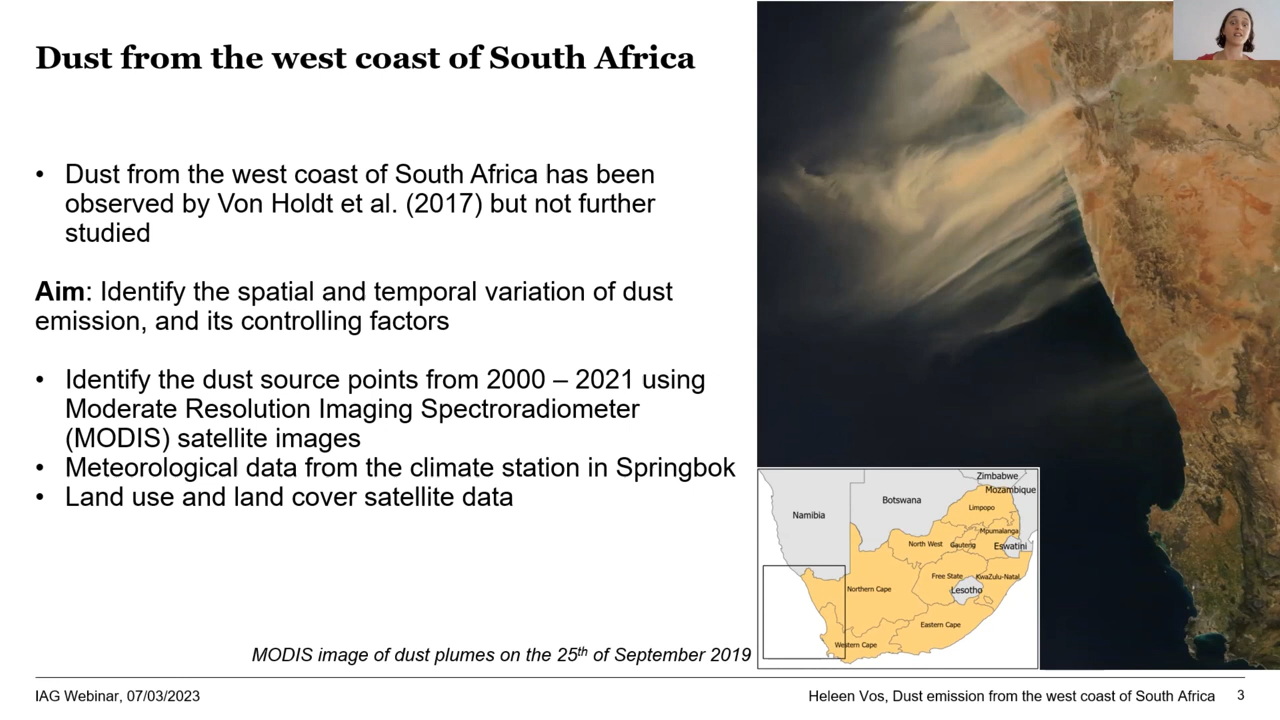 Dust from the west coast of South Africa
• Dust from the west coast of South Africa has been
observed by Von Holdt et al. (2017) but not further
studied
Aim: Identify the spatial and temporal variation of dust
emission, and its controlling factors
• Identify the dust source points from 2000 – 2021 using
Moderate Resolution Imaging Spectroradiometer
(MODIS) satellite images
• Meteorological data from the climate station in Springbok
• Land use and land cover satellite data
Zimbabwe
Mozambique
Botswana
Limpopo
Namibia
Mpumalanga
North West
Gauteng
Eswatini
Free State
KwaZulu-Natal
Northern Cape
Lesotho
Eastern Cape
Western Cape
MODIS image of dust plumes on the 25th of September 2019
IAG Webinar, 07/03/2023
Heleen Vos, Dust emission from the west coast of South Africa 3